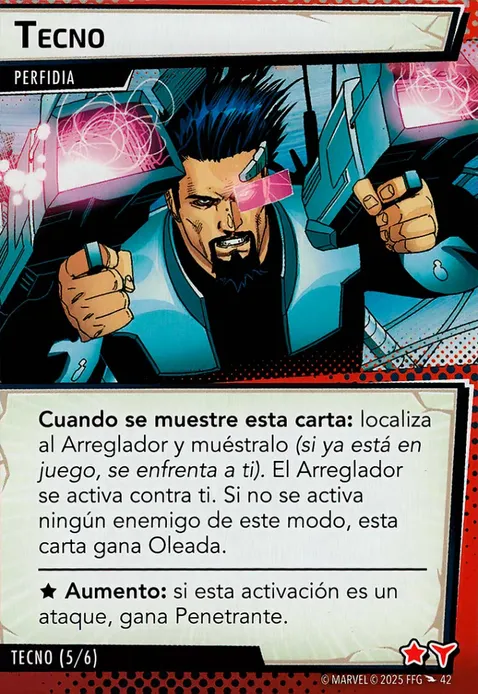 TECNO
PERFIDIA
Cuando se muestre esta carta: localiza
al Arreglador y muéstralo (si ya está en
juego, se enfrenta a ti). El Arreglador
se activa contra ti. Si no se activa
ningún enemigo de este modo, esta
carta gana Oleada.
★ Aumento: si esta activación es un
ataque, gana Penetrante.
TECNO (5/6)
© MARVEL © 2025 FFG 42